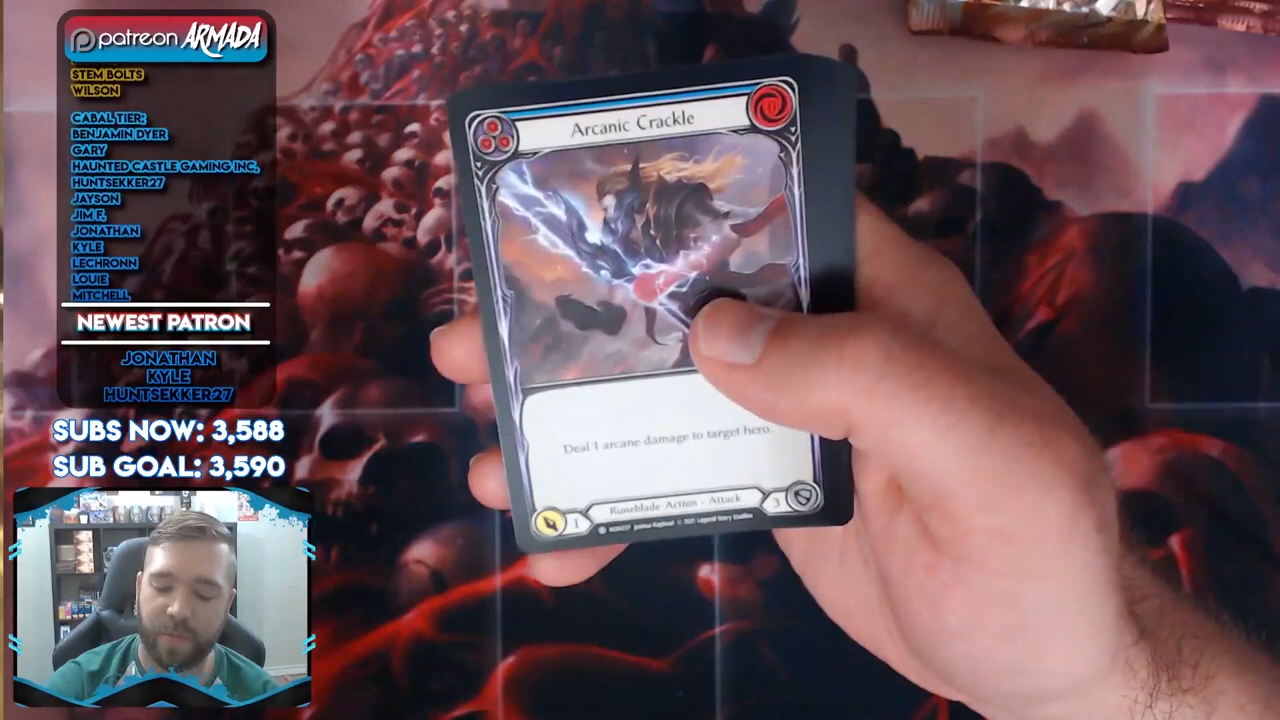 patreon ARMADA
STEM BOLTS
WILSON
CABAL TIER:
BENJAMIN DYER
GARY
HAUNTED CASTLE GAMING INC.
HUNTSEKKER27
JAYSON
JIM F.
JONATHAN
KYLE
LECHRONN
LOUIE
MITCHELL
NEWEST PATRON
JONATHAN
KYLE
HUNTSEKKER27
SUBS NOW: 3,588
SUB GOAL: 3,590
Arcanic Crackle
0
Deal 1 arcane damage to target hero.
1
Runeblade Action - Attack
3